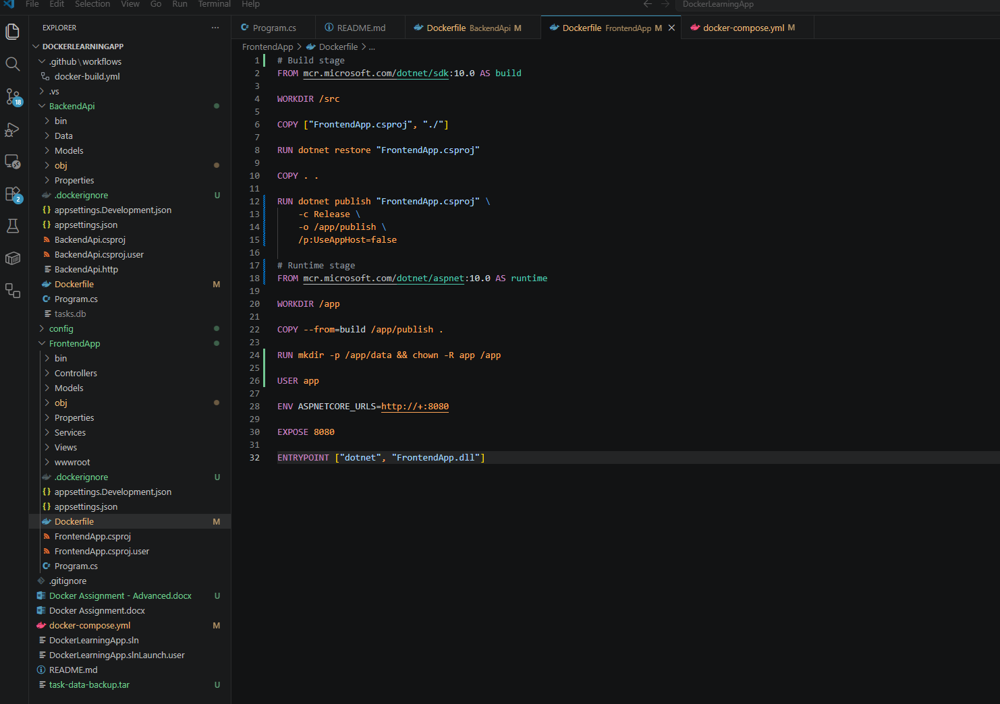 File Edit Selection View Go Run Terminal Help
DockerLearningApp
EXPLORER
DOCKERLEARNINGAPP
.github\workflows
docker-build.yml
.vs
BackendApi
bin
Data
Models
obj
Properties
.dockerignore U
appsettings.Development.json
appsettings.json
BackendApi.csproj
BackendApi.csproj.user
BackendApi.http
Dockerfile M
Program.cs
tasks.db
config
FrontendApp
bin
Controllers
Models
obj
Properties
Services
Views
wwwroot
.dockerignore U
appsettings.Development.json
appsettings.json
Dockerfile M
FrontendApp.csproj
FrontendApp.csproj.user
Program.cs
.gitignore
Docker Assignment - Advanced.docx U
Docker Assignment.docx
docker-compose.yml M
DockerLearningApp.sln
DockerLearningApp.slnLaunch.user
README.md
task-data-backup.tar U
18
2
Program.cs README.md Dockerfile BackendApi M Dockerfile FrontendApp M docker-compose.yml M
FrontendApp > Dockerfile > ...
1 # Build stage
2 FROM mcr.microsoft.com/dotnet/sdk:10.0 AS build
3
4 WORKDIR /src
5
6 COPY ["FrontendApp.csproj", "./"]
7
8 RUN dotnet restore "FrontendApp.csproj"
9
10 COPY . .
11
12 RUN dotnet publish "FrontendApp.csproj" \
13 -c Release \
14 -o /app/publish \
15 /p:UseAppHost=false
16
17 # Runtime stage
18 FROM mcr.microsoft.com/dotnet/aspnet:10.0 AS runtime
19
20 WORKDIR /app
21
22 COPY --from=build /app/publish .
23
24 RUN mkdir -p /app/data && chown -R app /app
25
26 USER app
27
28 ENV ASPNETCORE_URLS=http://+:8080
29
30 EXPOSE 8080
31
32 ENTRYPOINT ["dotnet", "FrontendApp.dll"]